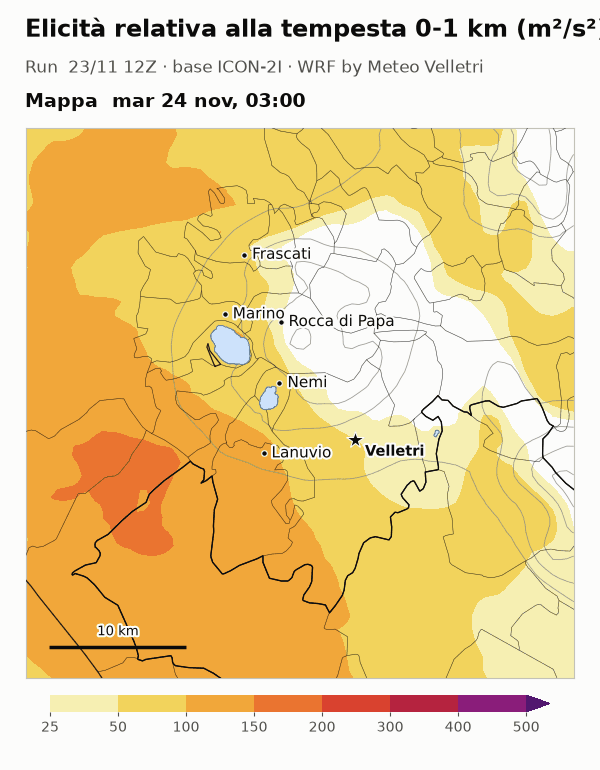 Elicità relativa alla tempesta 0-1 km (m²/s²)
Run 23/11 12Z · base ICON-2I · WRF by Meteo Velletri
Mappa mar 24 nov, 03:00
Frascati
Marino
Rocca di Papa
Nemi
Velletri
Lanuvio
10 km
25 50 100 150 200 300 400 500